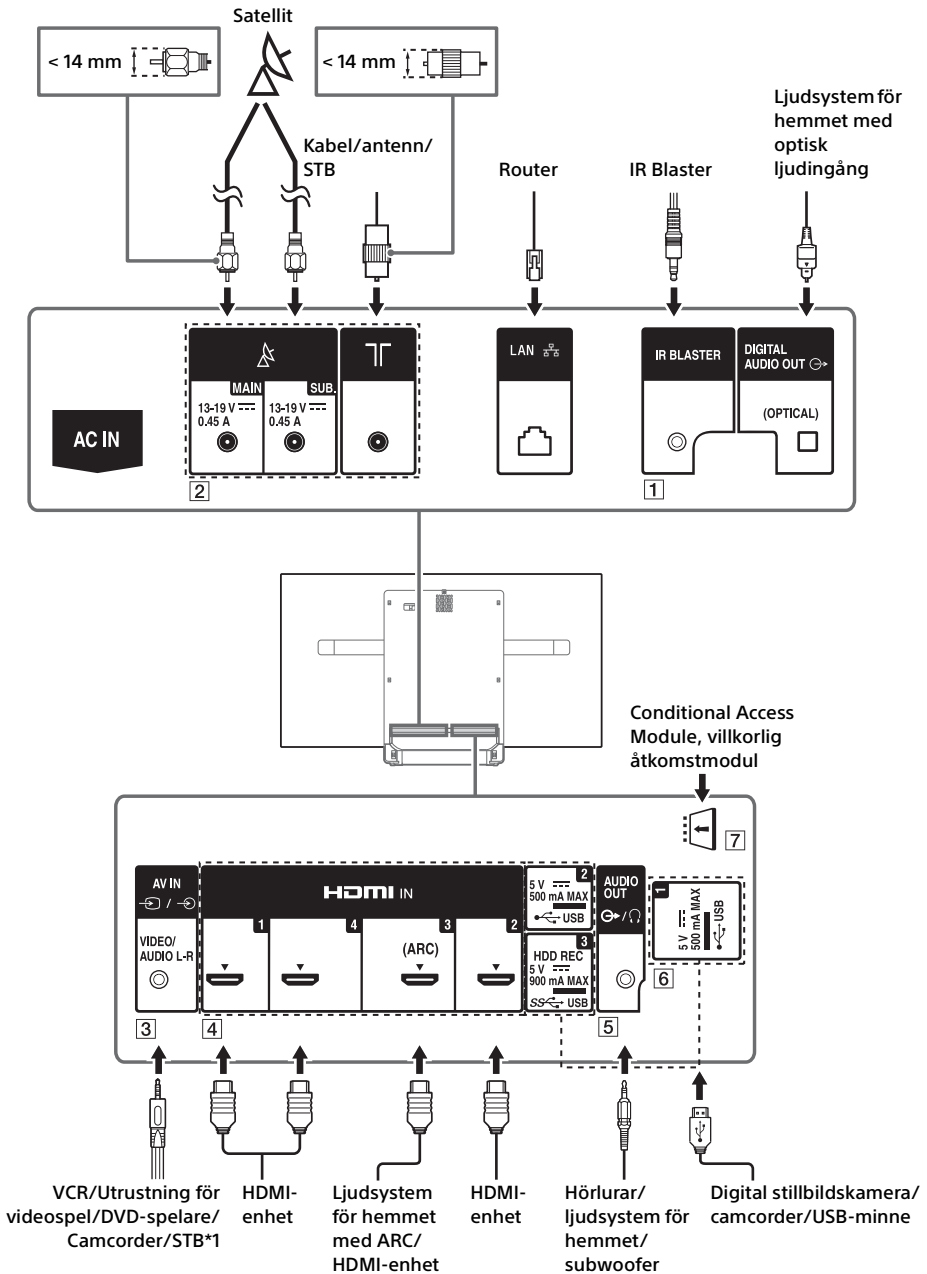 Satellit
< 14 mm
< 14 mm
Kabel/antenn/
STB
Router
IR Blaster
Ljudsystem för
hemmet med
optisk
ljudingång
AC IN
MAIN
13-19 V
0.45 A
SUB.
13-19 V
0.45 A
2
LAN
IR BLASTER
1
DIGITAL
AUDIO OUT
(OPTICAL)
Conditional Access
Module, villkorlig
åtkomstmodul
7
AV IN
/
VIDEO/
AUDIO L-R
3
HDMI IN
1
4
(ARC)
3
2
4
2
5 V
500 mA MAX
USB
3
HDD REC
5 V
900 mA MAX
SS USB
AUDIO
OUT
/
5
1
5 V
500 mA MAX
USB
6
VCR/Utrustning för
videospel/DVD-spelare/
Camcorder/STB*1
HDMI-
enhet
Ljudsystem
för hemmet
med ARC/
HDMI-enhet
HDMI-
enhet
Hörlurar/
ljudsystem för
hemmet/
subwoofer
Digital stillbildskamera/
camcorder/USB-minne